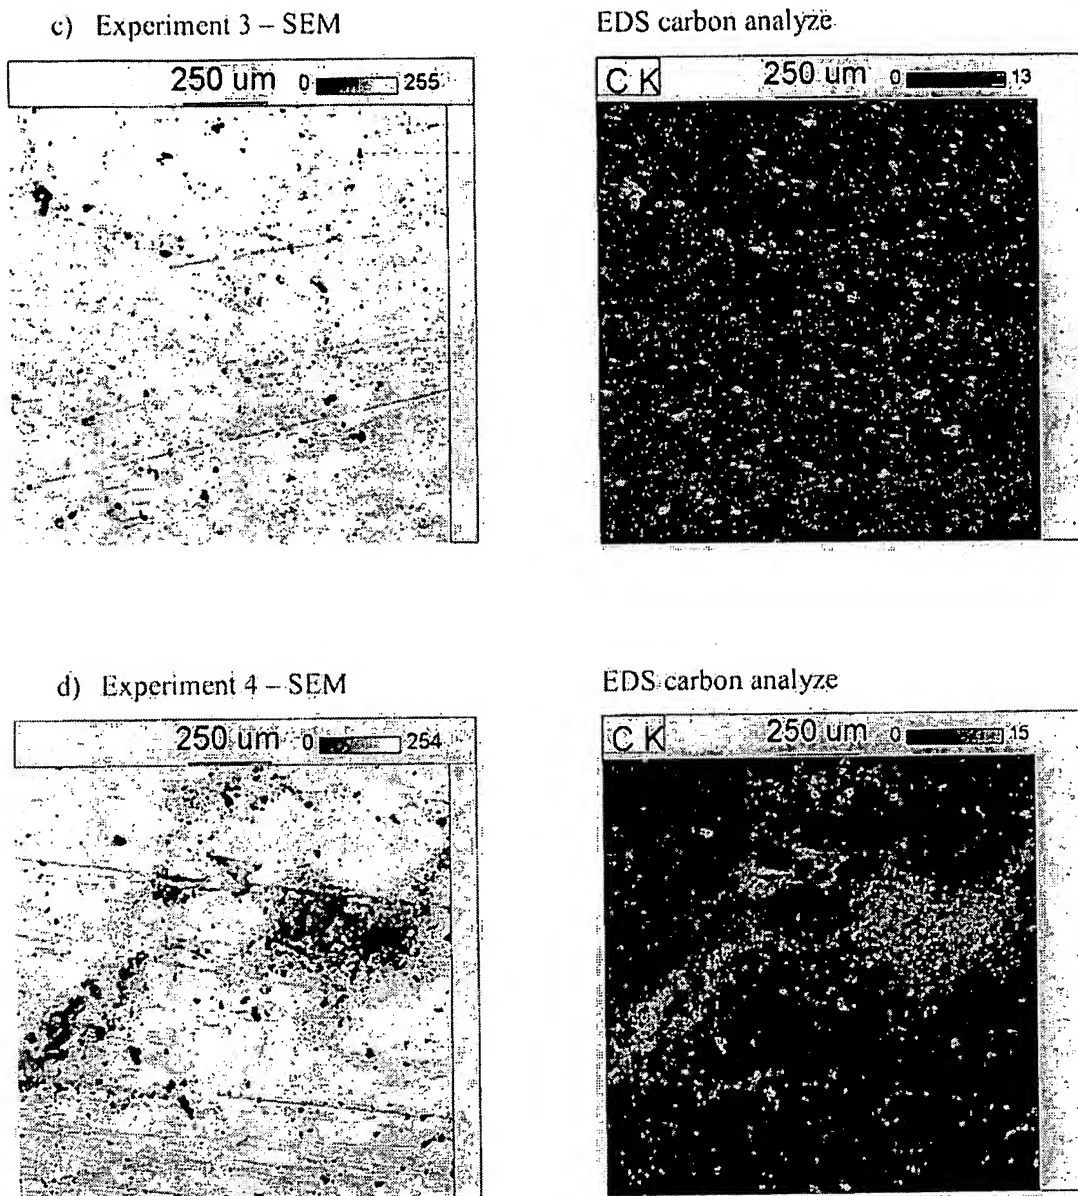 c) Experiment 3 – SEM
EDS carbon analyze
250 um 0 255
C K 250 um 0 13
d) Experiment 4 – SEM
EDS carbon analyze
250 um 0 254
C K 250 um 0 15